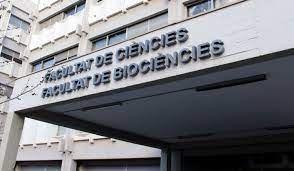 FACULTAT DE CIÈNCIES
FACULTAT DE BIOCIÈNCIES